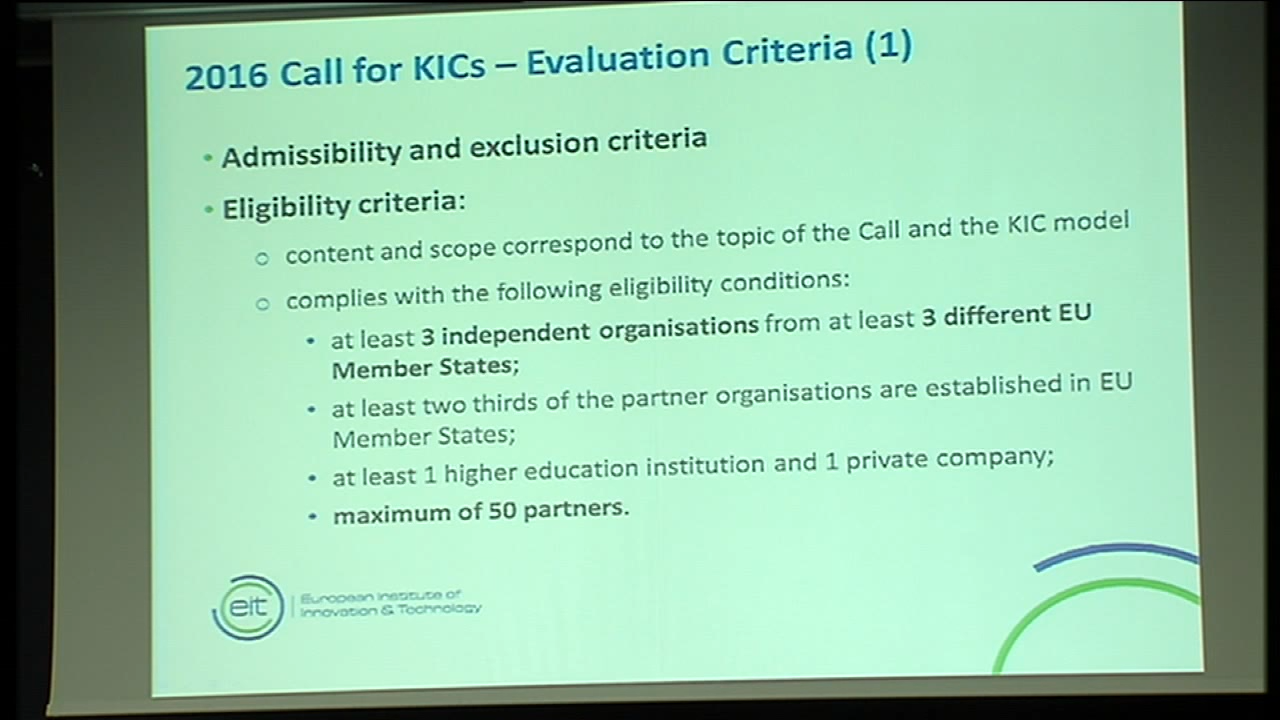 2016 Call for KICs – Evaluation Criteria (1)
• Admissibility and exclusion criteria
• Eligibility criteria:
○ content and scope correspond to the topic of the Call and the KIC model
○ complies with the following eligibility conditions:
• at least 3 independent organisations from at least 3 different EU
Member States;
• at least two thirds of the partner organisations are established in EU
Member States;
• at least 1 higher education institution and 1 private company;
• maximum of 50 partners.
eit
European Institute of
Innovation & Technology